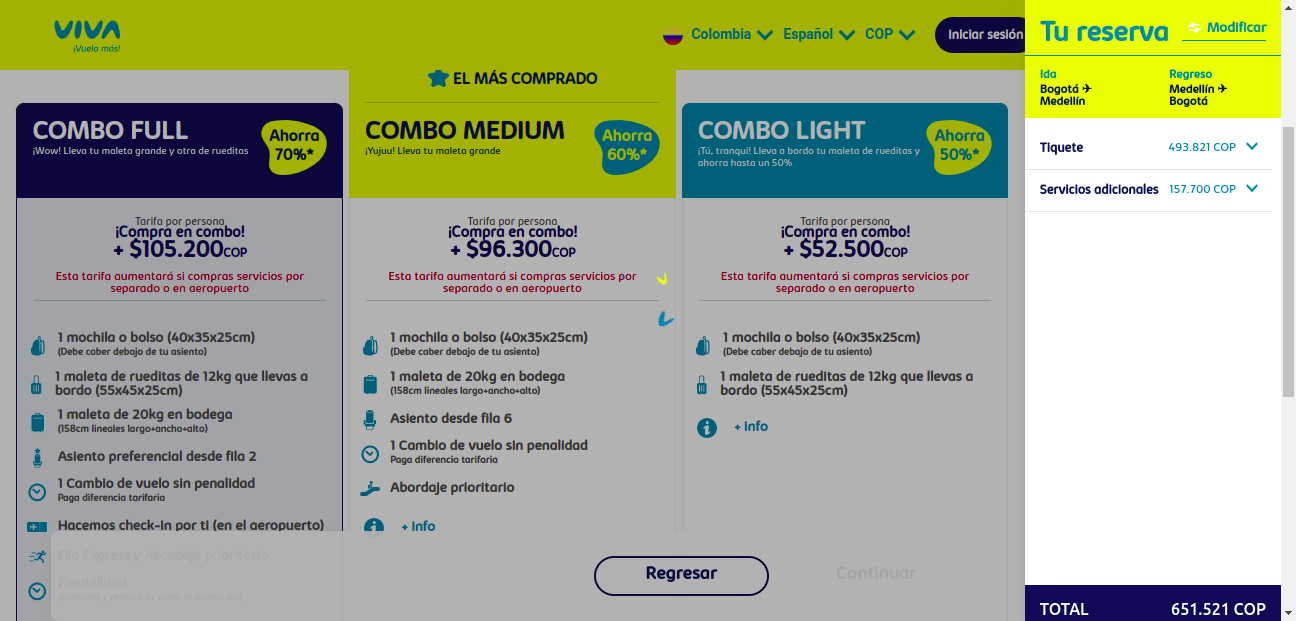 VIVA
¡Vuela más!
Colombia Español COP Iniciar sesión
EL MÁS COMPRADO
COMBO FULL
¡Wow! Lleva tu maleta grande y otra de rueditas
Ahorra
70%*
Tarifa por persona
¡Compra en combo!
+ $105.200COP
Esta tarifa aumentará si compras servicios por
separado o en aeropuerto
1 mochila o bolso (40x35x25cm)
(Debe caber debajo de tu asiento)
1 maleta de rueditas de 12kg que llevas a
bordo (55x45x25cm)
1 maleta de 20kg en bodega
(158cm lineales largo+ancho+alto)
Asiento preferencial desde fila 2
1 Cambio de vuelo sin penalidad
Paga diferencia tarifaria
Hacemos check-in por ti (en el aeropuerto)
Fila Express y Abordaje prioritario
Flexibilidad
COMBO MEDIUM
¡Yujuu! Lleva tu maleta grande
Ahorra
60%*
Tarifa por persona
¡Compra en combo!
+ $96.300COP
Esta tarifa aumentará si compras servicios por
separado o en aeropuerto
1 mochila o bolso (40x35x25cm)
(Debe caber debajo de tu asiento)
1 maleta de 20kg en bodega
(158cm lineales largo+ancho+alto)
Asiento desde fila 6
1 Cambio de vuelo sin penalidad
Paga diferencia tarifaria
Abordaje prioritario
+ info
COMBO LIGHT
¡Tú, tranqui! Lleva a bordo tu maleta de rueditas y
ahorra hasta un 50%
Ahorra
50%*
Tarifa por persona
¡Compra en combo!
+ $52.500COP
Esta tarifa aumentará si compras servicios por
separado o en aeropuerto
1 mochila o bolso (40x35x25cm)
(Debe caber debajo de tu asiento)
1 maleta de rueditas de 12kg que llevas a
bordo (55x45x25cm)
+ info
Regresar
Continuar
Tu reserva Modificar
Ida
Bogotá ✈
Medellín
Regreso
Medellín ✈
Bogotá
Tiquete 493.821 COP
Servicios adicionales 157.700 COP
TOTAL 651.521 COP